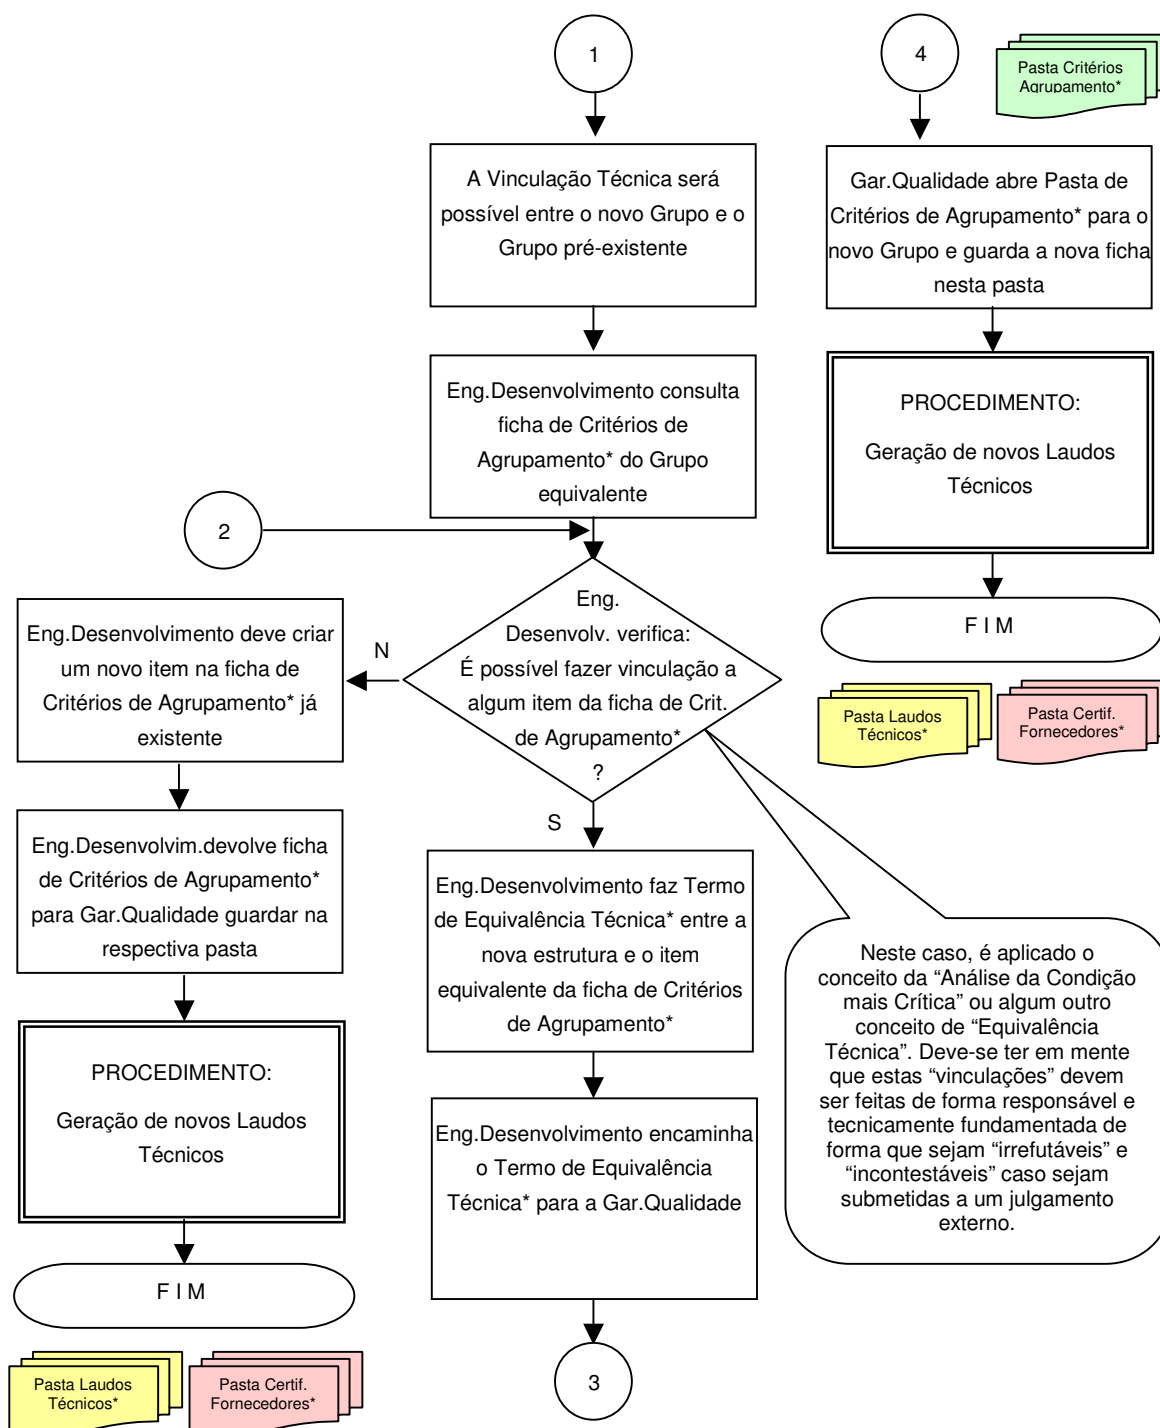 1
A Vinculação Técnica será
possível entre o novo Grupo e o
Grupo pré-existente
Eng.Desenvolvimento consulta
ficha de Critérios de
Agrupamento* do Grupo
equivalente
2
Eng.
Desenvolv. verifica:
É possível fazer vinculação a
algum item da ficha de Crit.
de Agrupamento*
?
N
Eng.Desenvolvimento deve criar
um novo item na ficha de
Critérios de Agrupamento* já
existente
Eng.Desenvolvim.devolve ficha
de Critérios de Agrupamento*
para Gar.Qualidade guardar na
respectiva pasta
PROCEDIMENTO:
Geração de novos Laudos
Técnicos
F I M
Pasta Laudos
Técnicos*
Pasta Certif.
Fornecedores*
S
Eng.Desenvolvimento faz Termo
de Equivalência Técnica* entre a
nova estrutura e o item
equivalente da ficha de Critérios
de Agrupamento*
Eng.Desenvolvimento encaminha
o Termo de Equivalência
Técnica* para a Gar.Qualidade
3
4
Pasta Critérios
Agrupamento*
Gar.Qualidade abre Pasta de
Critérios de Agrupamento* para o
novo Grupo e guarda a nova ficha
nesta pasta
PROCEDIMENTO:
Geração de novos Laudos
Técnicos
F I M
Pasta Laudos
Técnicos*
Pasta Certif.
Fornecedores*
Neste caso, é aplicado o
conceito da “Análise da Condição
mais Crítica” ou algum outro
conceito de “Equivalência
Técnica”. Deve-se ter em mente
que estas “vinculações” devem
ser feitas de forma responsável e
tecnicamente fundamentada de
forma que sejam “irrefutáveis” e
“incontestáveis” caso sejam
submetidas a um julgamento
externo.